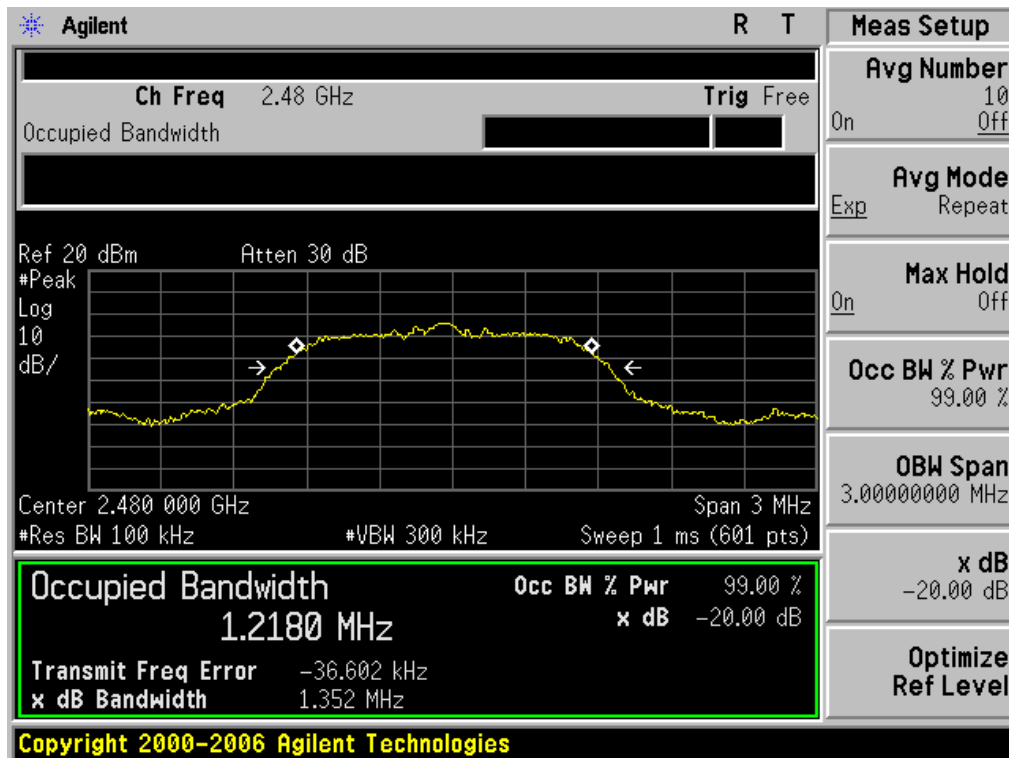 Agilent R T
Ch Freq 2.48 GHz Trig Free
Occupied Bandwidth
Ref 20 dBm Atten 30 dB
#Peak
Log
10
dB/
Center 2.480 000 GHz Span 3 MHz
#Res BW 100 kHz #VBW 300 kHz Sweep 1 ms (601 pts)
Occupied Bandwidth Occ BW % Pwr 99.00 %
1.2180 MHz x dB -20.00 dB
Transmit Freq Error -36.602 kHz
x dB Bandwidth 1.352 MHz
Copyright 2000-2006 Agilent Technologies
Meas Setup
Avg Number
10
On Off
Avg Mode
Exp Repeat
Max Hold
On Off
Occ BW % Pwr
99.00 %
OBW Span
3.00000000 MHz
x dB
-20.00 dB
Optimize
Ref Level